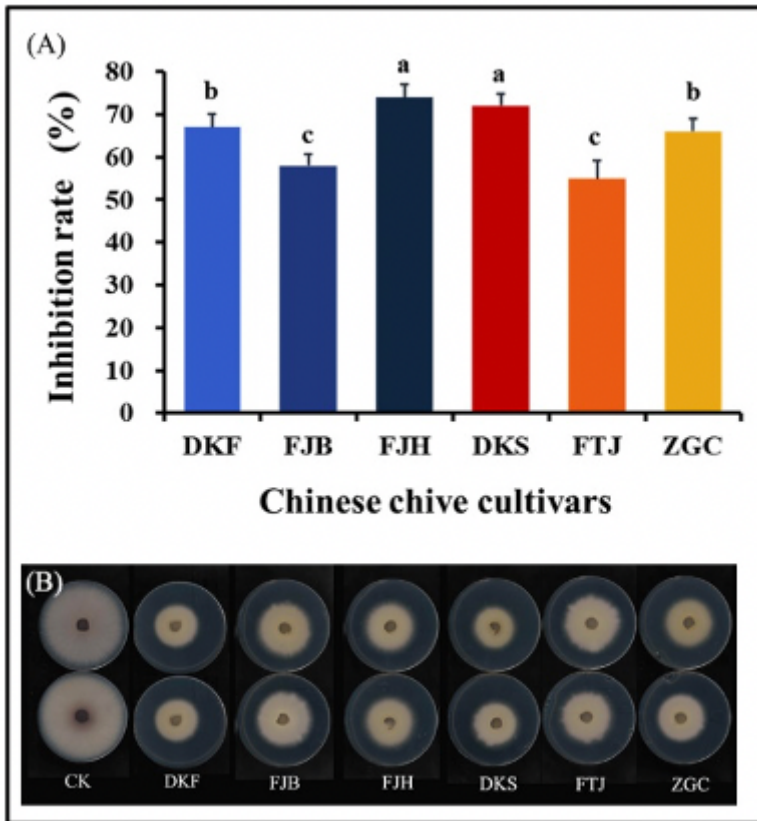 (A)
Inhibition rate (%)
80
70
60
50
40
30
20
10
0
b
c
a
a
c
b
DKF FJB FJH DKS FTJ ZGC
Chinese chive cultivars
(B)
CK DKF FJB FJH DKS FTJ ZGC